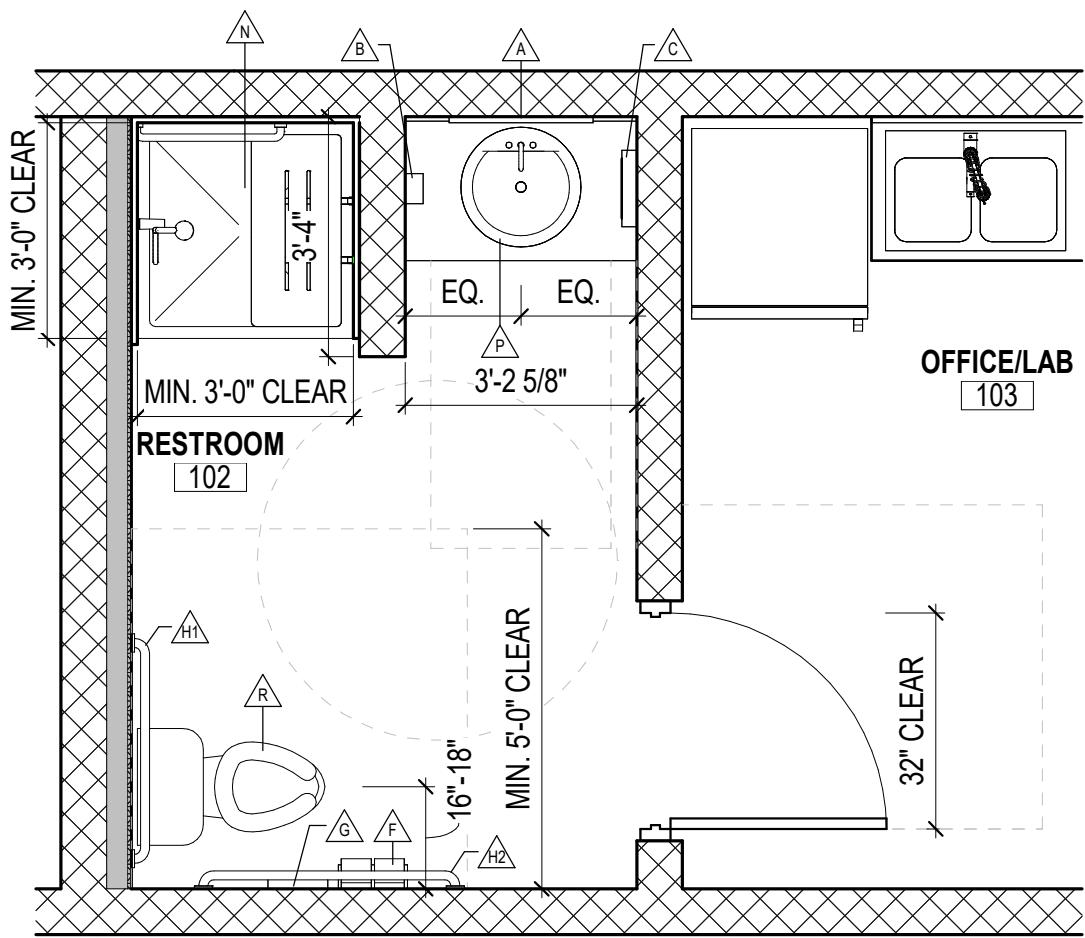 N
B
A
C
MIN. 3'-0" CLEAR
3'-4"
EQ.
EQ.
P
3'-2 5/8"
MIN. 3'-0" CLEAR
OFFICE/LAB
103
RESTROOM
102
H1
R
MIN. 5'-0" CLEAR
16"-18"
32" CLEAR
G
F
H2